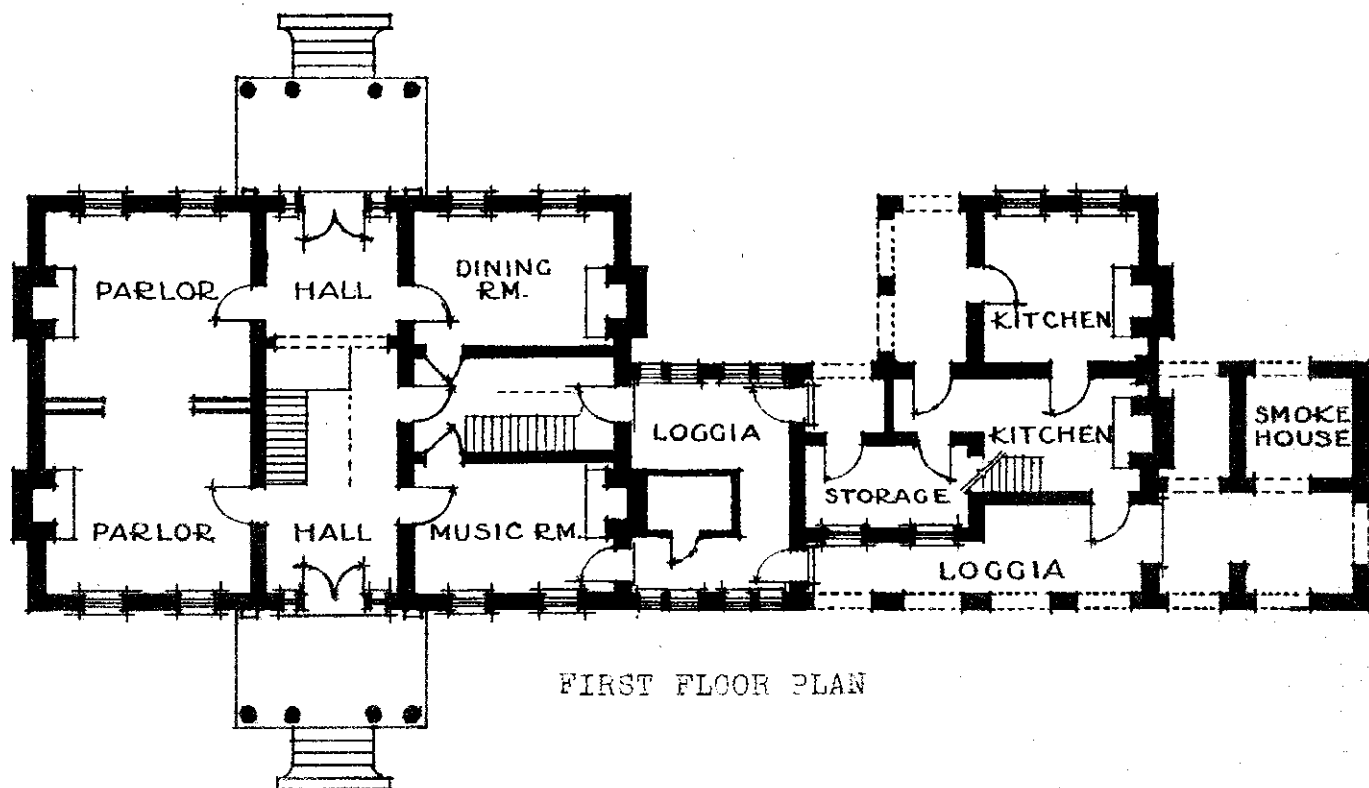 PARLOR
HALL
DINING
RM.
KITCHEN
LOGGIA
KITCHEN
SMOKE
HOUSE
STORAGE
PARLOR
HALL
MUSIC RM.
LOGGIA
FIRST FLOOR PLAN